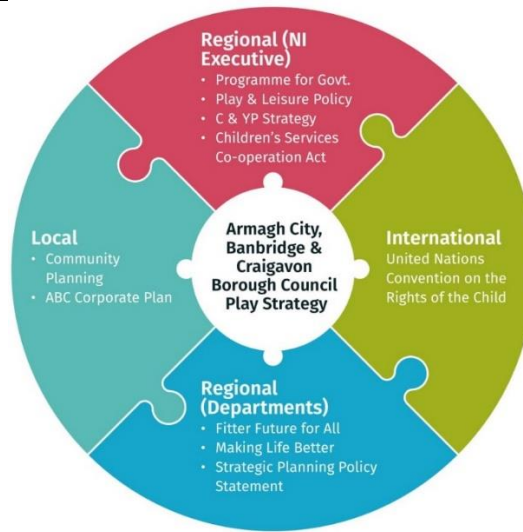 Regional (NI
Executive)
• Programme for Govt.
• Play & Leisure Policy
• C & YP Strategy
• Children's Services
Co-operation Act
Local
• Community
Planning
• ABC Corporate Plan
Armagh City,
Banbridge &
Craigavon
Borough Council
Play Strategy
International
United Nations
Convention on the
Rights of the Child
Regional
(Departments)
• Fitter Future for All
• Making Life Better
• Strategic Planning Policy
Statement